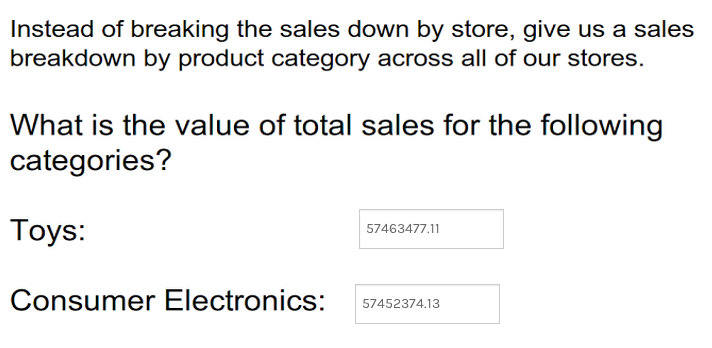 Instead of breaking the sales down by store, give us a sales
breakdown by product category across all of our stores.
What is the value of total sales for the following
categories?
Toys: 57463477.11
Consumer Electronics: 57452374.13